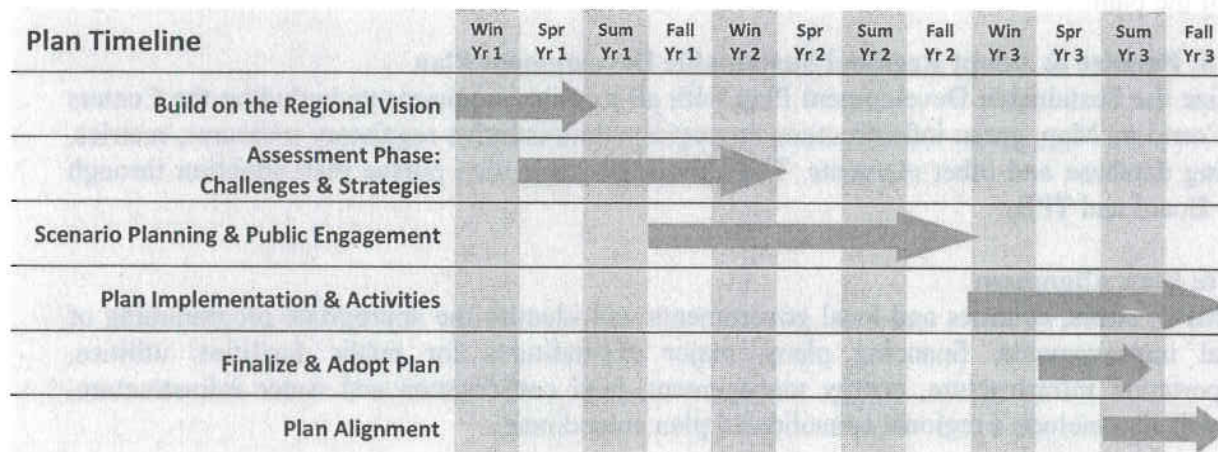 Plan Timeline
Win Spr Sum Fall Win Spr Sum Fall Win Spr Sum Fall
Yr 1 Yr 1 Yr 1 Yr 1 Yr 2 Yr 2 Yr 2 Yr 2 Yr 3 Yr 3 Yr 3 Yr 3
Build on the Regional Vision
Assessment Phase:
Challenges & Strategies
Scenario Planning & Public Engagement
Plan Implementation & Activities
Finalize & Adopt Plan
Plan Alignment